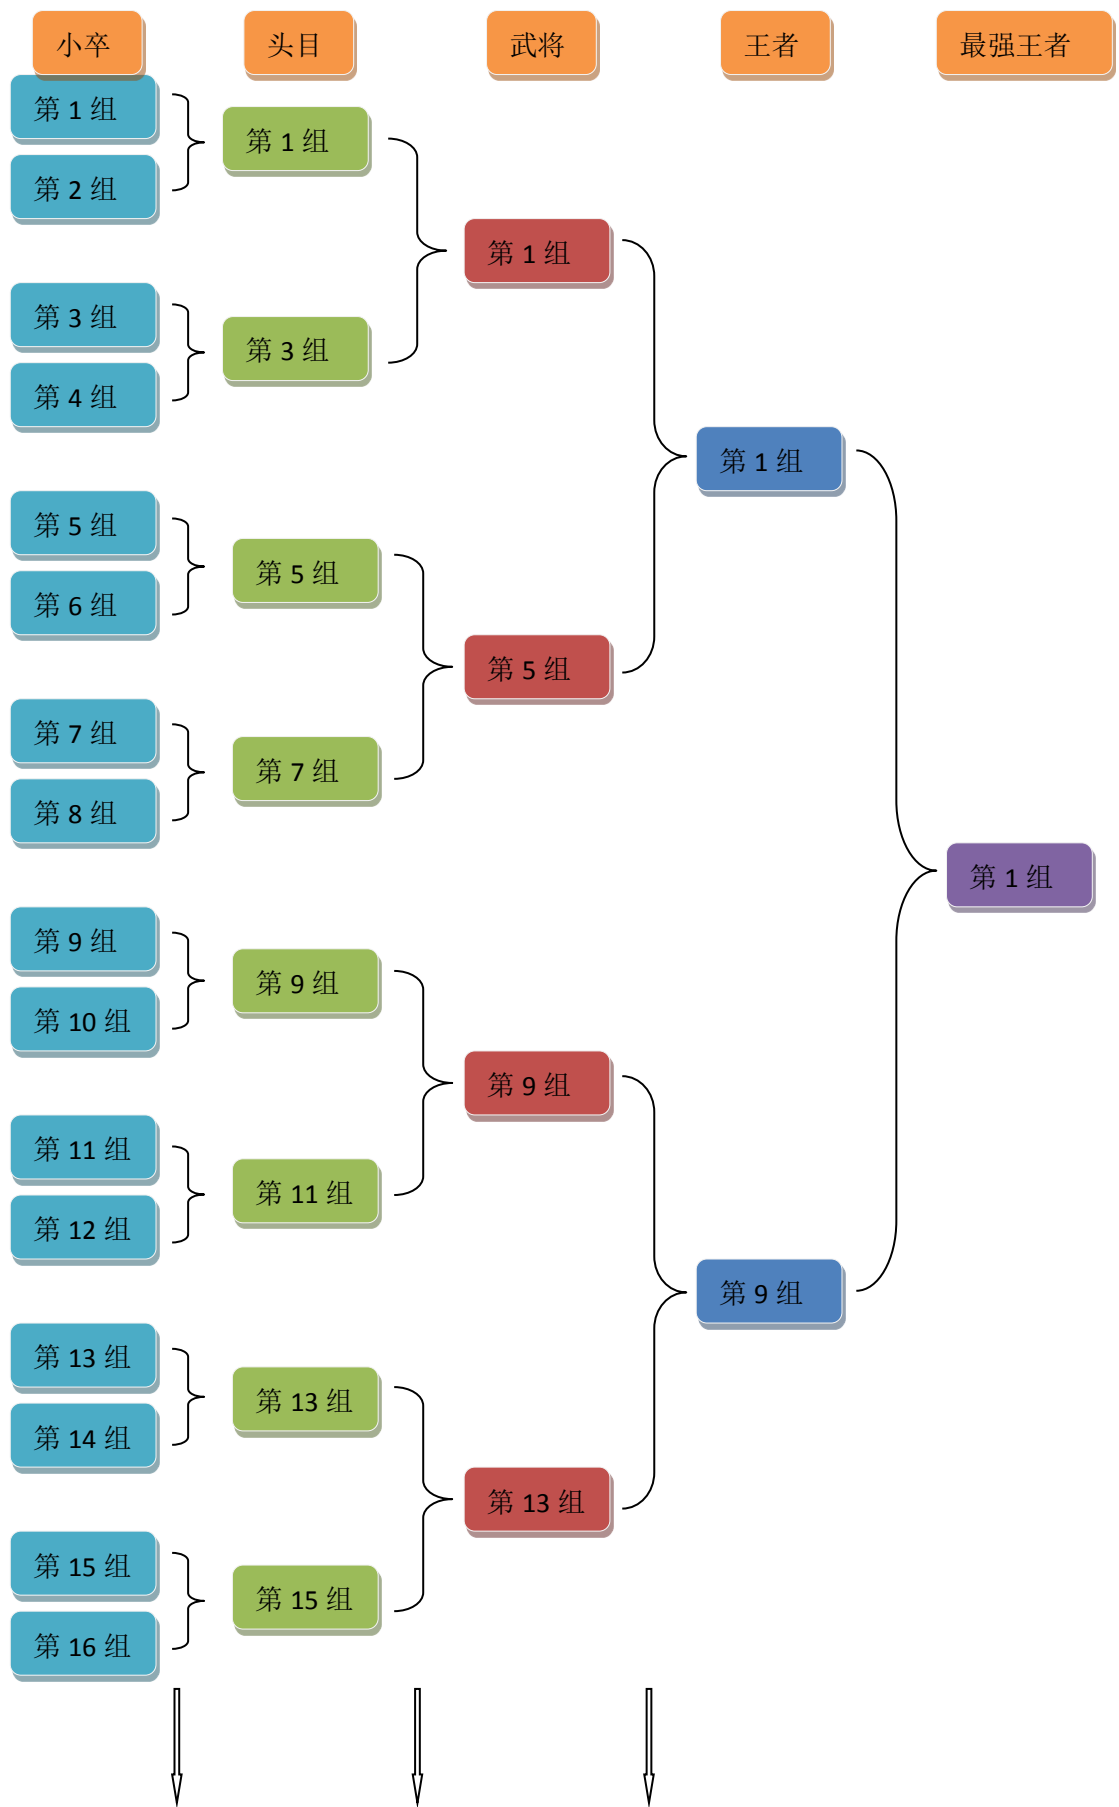 小卒
头目
武将
王者
最强王者
第 1 组
第 2 组
第 3 组
第 4 组
第 5 组
第 6 组
第 7 组
第 8 组
第 9 组
第 10 组
第 11 组
第 12 组
第 13 组
第 14 组
第 15 组
第 16 组
第 1 组
第 3 组
第 5 组
第 7 组
第 9 组
第 11 组
第 13 组
第 15 组
第 1 组
第 5 组
第 9 组
第 13 组
第 1 组
第 9 组
第 1 组